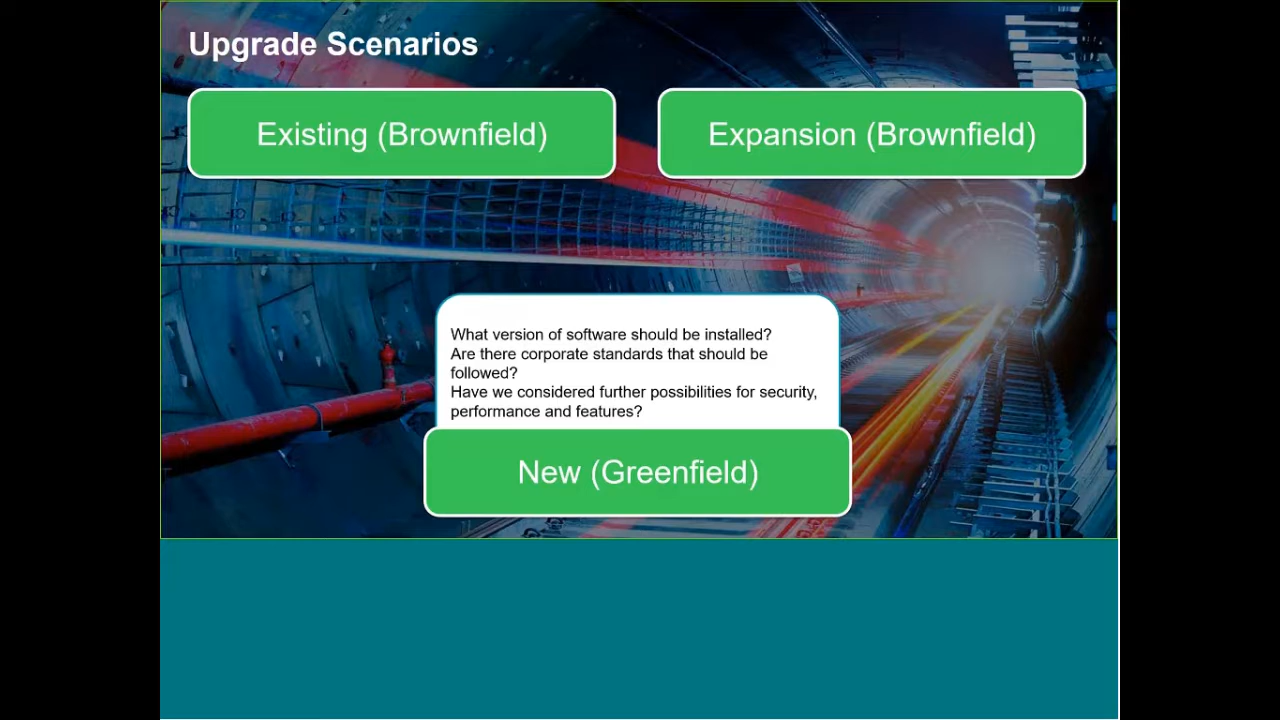 Upgrade Scenarios
Existing (Brownfield)
Expansion (Brownfield)
What version of software should be installed?
Are there corporate standards that should be
followed?
Have we considered further possibilities for security,
performance and features?
New (Greenfield)